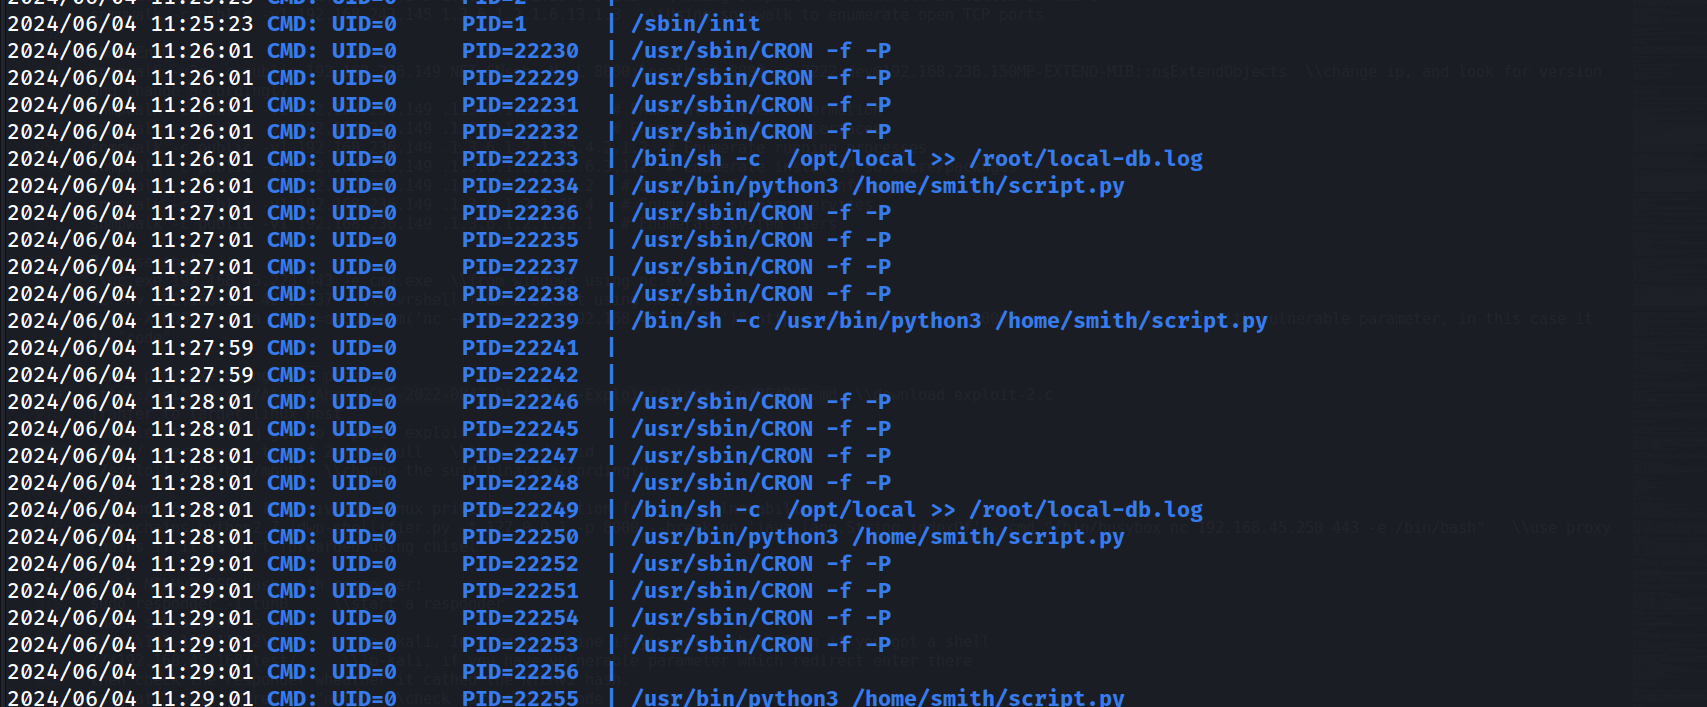 2024/06/04 11:25:23 CMD: UID=0     PID=2      |
2024/06/04 11:25:23 CMD: UID=0     PID=1      | /sbin/init
2024/06/04 11:26:01 CMD: UID=0     PID=22230  | /usr/sbin/CRON -f -P
2024/06/04 11:26:01 CMD: UID=0     PID=22229  | /usr/sbin/CRON -f -P
2024/06/04 11:26:01 CMD: UID=0     PID=22231  | /usr/sbin/CRON -f -P
2024/06/04 11:26:01 CMD: UID=0     PID=22232  | /usr/sbin/CRON -f -P
2024/06/04 11:26:01 CMD: UID=0     PID=22233  | /bin/sh -c  /opt/local >> /root/local-db.log
2024/06/04 11:26:01 CMD: UID=0     PID=22234  | /usr/bin/python3 /home/smith/script.py
2024/06/04 11:27:01 CMD: UID=0     PID=22236  | /usr/sbin/CRON -f -P
2024/06/04 11:27:01 CMD: UID=0     PID=22235  | /usr/sbin/CRON -f -P
2024/06/04 11:27:01 CMD: UID=0     PID=22237  | /usr/sbin/CRON -f -P
2024/06/04 11:27:01 CMD: UID=0     PID=22238  | /usr/sbin/CRON -f -P
2024/06/04 11:27:01 CMD: UID=0     PID=22239  | /bin/sh -c /usr/bin/python3 /home/smith/script.py
2024/06/04 11:27:59 CMD: UID=0     PID=22241  |
2024/06/04 11:27:59 CMD: UID=0     PID=22242  |
2024/06/04 11:28:01 CMD: UID=0     PID=22246  | /usr/sbin/CRON -f -P
2024/06/04 11:28:01 CMD: UID=0     PID=22245  | /usr/sbin/CRON -f -P
2024/06/04 11:28:01 CMD: UID=0     PID=22247  | /usr/sbin/CRON -f -P
2024/06/04 11:28:01 CMD: UID=0     PID=22248  | /usr/sbin/CRON -f -P
2024/06/04 11:28:01 CMD: UID=0     PID=22249  | /bin/sh -c  /opt/local >> /root/local-db.log
2024/06/04 11:28:01 CMD: UID=0     PID=22250  | /usr/bin/python3 /home/smith/script.py
2024/06/04 11:29:01 CMD: UID=0     PID=22252  | /usr/sbin/CRON -f -P
2024/06/04 11:29:01 CMD: UID=0     PID=22251  | /usr/sbin/CRON -f -P
2024/06/04 11:29:01 CMD: UID=0     PID=22254  | /usr/sbin/CRON -f -P
2024/06/04 11:29:01 CMD: UID=0     PID=22253  | /usr/sbin/CRON -f -P
2024/06/04 11:29:01 CMD: UID=0     PID=22256  |
2024/06/04 11:29:01 CMD: UID=0     PID=22255  | /usr/bin/python3 /home/smith/script.py